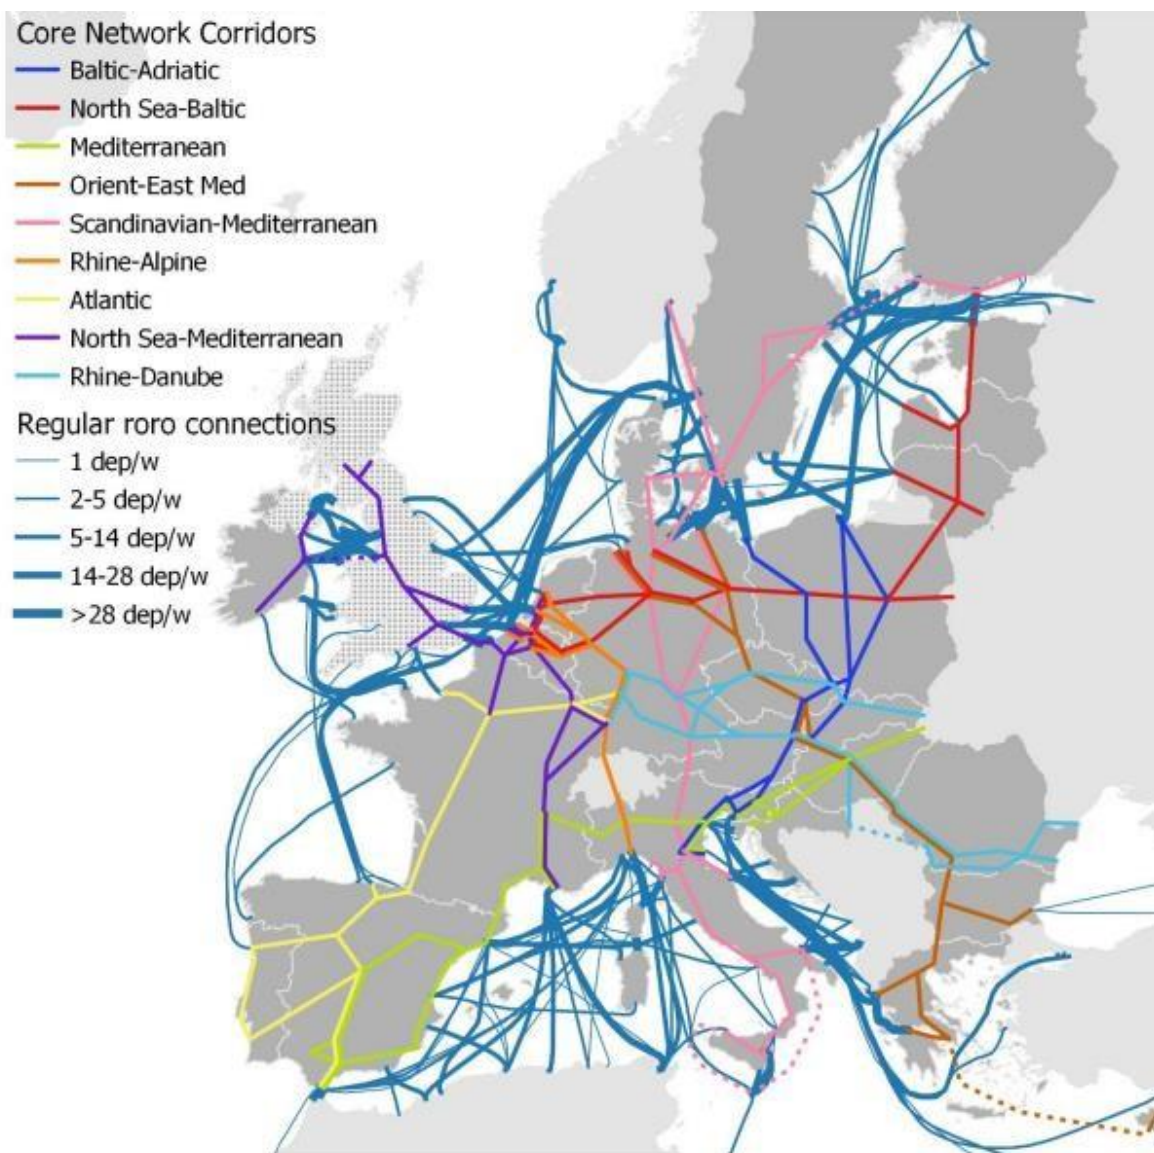 Core Network Corridors
Baltic-Adriatic
North Sea-Baltic
Mediterranean
Orient-East Med
Scandinavian-Mediterranean
Rhine-Alpine
Atlantic
North Sea-Mediterranean
Rhine-Danube
Regular roro connections
1 dep/w
2-5 dep/w
5-14 dep/w
14-28 dep/w
>28 dep/w